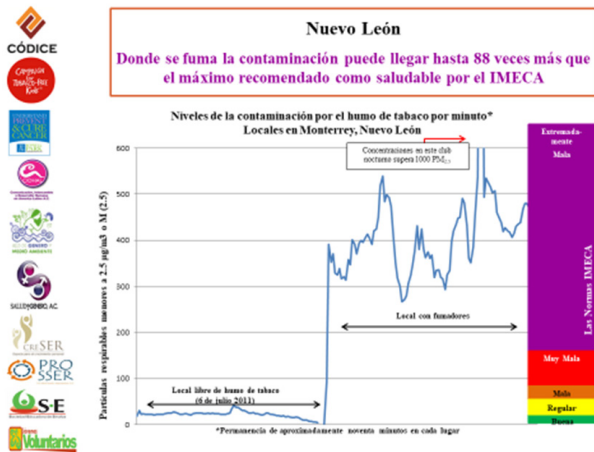 Nuevo León
Donde se fuma la contaminación puede llegar hasta 88 veces más que
el máximo recomendado como saludable por el IMECA
CÓDICE
Niveles de la contaminación por el humo de tabaco por minuto*
Locales en Monterrey, Nuevo León
Concentraciones en este club
nocturno supera 1000 PM2.5
Partículas respirables menores a 2.5 µg/m3 o M (2.5)
600
500
400
300
200
100
0
Local con fumadores
Local libre de humo de tabaco
(6 de julio 2011)
*Permanencia de aproximadamente noventa minutos en cada lugar
Extremada-
mente
Mala
Las Normas IMECA
Muy Mala
Mala
Regular
Buena
CRESER
PRO
SSER
S·E
Voluntarios